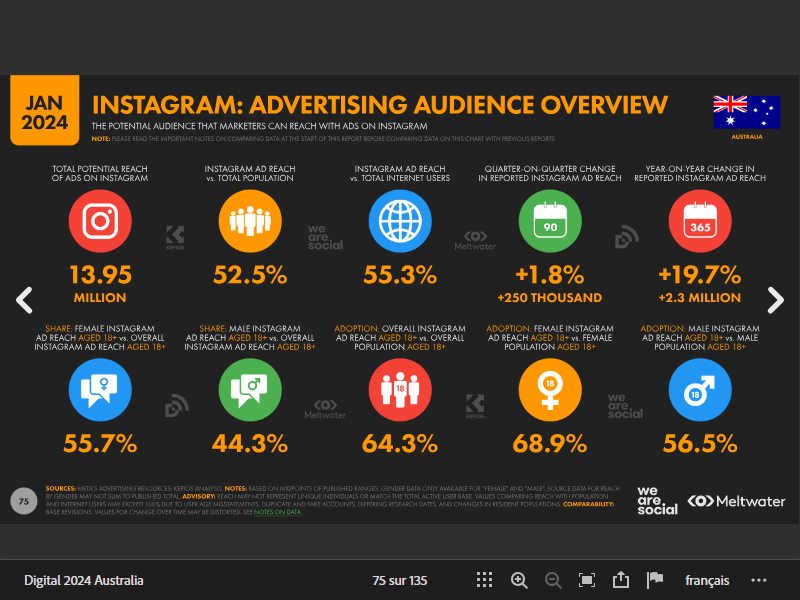 JAN
2024
INSTAGRAM: ADVERTISING AUDIENCE OVERVIEW
THE POTENTIAL AUDIENCE THAT MARKETERS CAN REACH WITH ADS ON INSTAGRAM
NOTE: PLEASE READ THE IMPORTANT NOTES ON COMPARING DATA AT THE START OF THIS REPORT BEFORE COMPARING DATA ON THIS CHART WITH PREVIOUS REPORTS
AUSTRALIA
TOTAL POTENTIAL REACH
OF ADS ON INSTAGRAM
13.95
MILLION
INSTAGRAM AD REACH
vs. TOTAL POPULATION
52.5%
INSTAGRAM AD REACH
vs. TOTAL INTERNET USERS
55.3%
QUARTER-ON-QUARTER CHANGE
IN REPORTED INSTAGRAM AD REACH
90
+1.8%
+250 THOUSAND
YEAR-ON-YEAR CHANGE IN
REPORTED INSTAGRAM AD REACH
365
+19.7%
+2.3 MILLION
KEPIOS
we
are.
social
Meltwater
SHARE: FEMALE INSTAGRAM
AD REACH AGED 18+ vs. OVERALL
INSTAGRAM AD REACH AGED 18+
55.7%
SHARE: MALE INSTAGRAM
AD REACH AGED 18+ vs. OVERALL
INSTAGRAM AD REACH AGED 18+
44.3%
ADOPTION: OVERALL INSTAGRAM
AD REACH AGED 18+ vs. OVERALL
POPULATION AGED 18+
18
64.3%
ADOPTION: FEMALE INSTAGRAM
AD REACH AGED 18+ vs. FEMALE
POPULATION AGED 18+
18
68.9%
ADOPTION: MALE INSTAGRAM
AD REACH AGED 18+ vs. MALE
POPULATION AGED 18+
18
56.5%
Meltwater
KEPIOS
we
are.
social
75
SOURCES: META'S ADVERTISING RESOURCES; KEPIOS ANALYSIS. NOTES: BASED ON MIDPOINTS OF PUBLISHED RANGES. GENDER DATA ONLY AVAILABLE FOR "FEMALE" AND "MALE". SOURCE DATA FOR REACH
BY GENDER MAY NOT SUM TO PUBLISHED TOTAL. ADVISORY: REACH MAY NOT REPRESENT UNIQUE INDIVIDUALS OR MATCH THE TOTAL ACTIVE USER BASE. VALUES COMPARING REACH WITH POPULATION
AND INTERNET USERS MAY EXCEED 100% DUE TO USER AGE MISSTATEMENTS, DUPLICATE AND FAKE ACCOUNTS, DIFFERING RESEARCH DATES, AND CHANGES IN RESIDENT POPULATIONS. COMPARABILITY:
BASE REVISIONS. VALUES FOR CHANGE OVER TIME MAY BE DISTORTED. SEE NOTES ON DATA.
we
are.
social
Meltwater
Digital 2024 Australia
75 sur 135
français